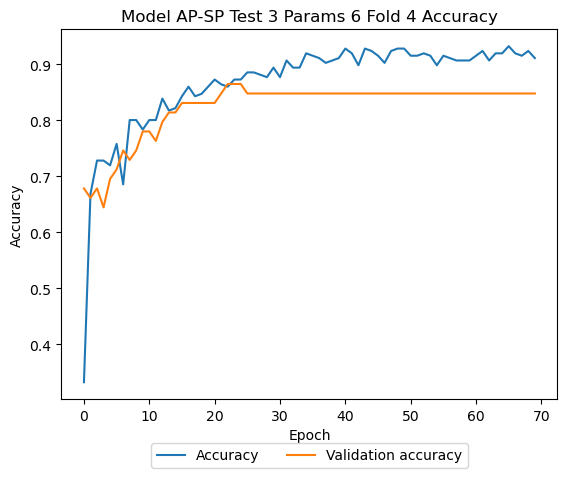 Model AP-SP Test 3 Params 6 Fold 4 Accuracy
Accuracy
0.9
0.8
0.7
0.6
0.5
0.4
0 10 20 30 40 50 60 70
Epoch
Accuracy Validation accuracy